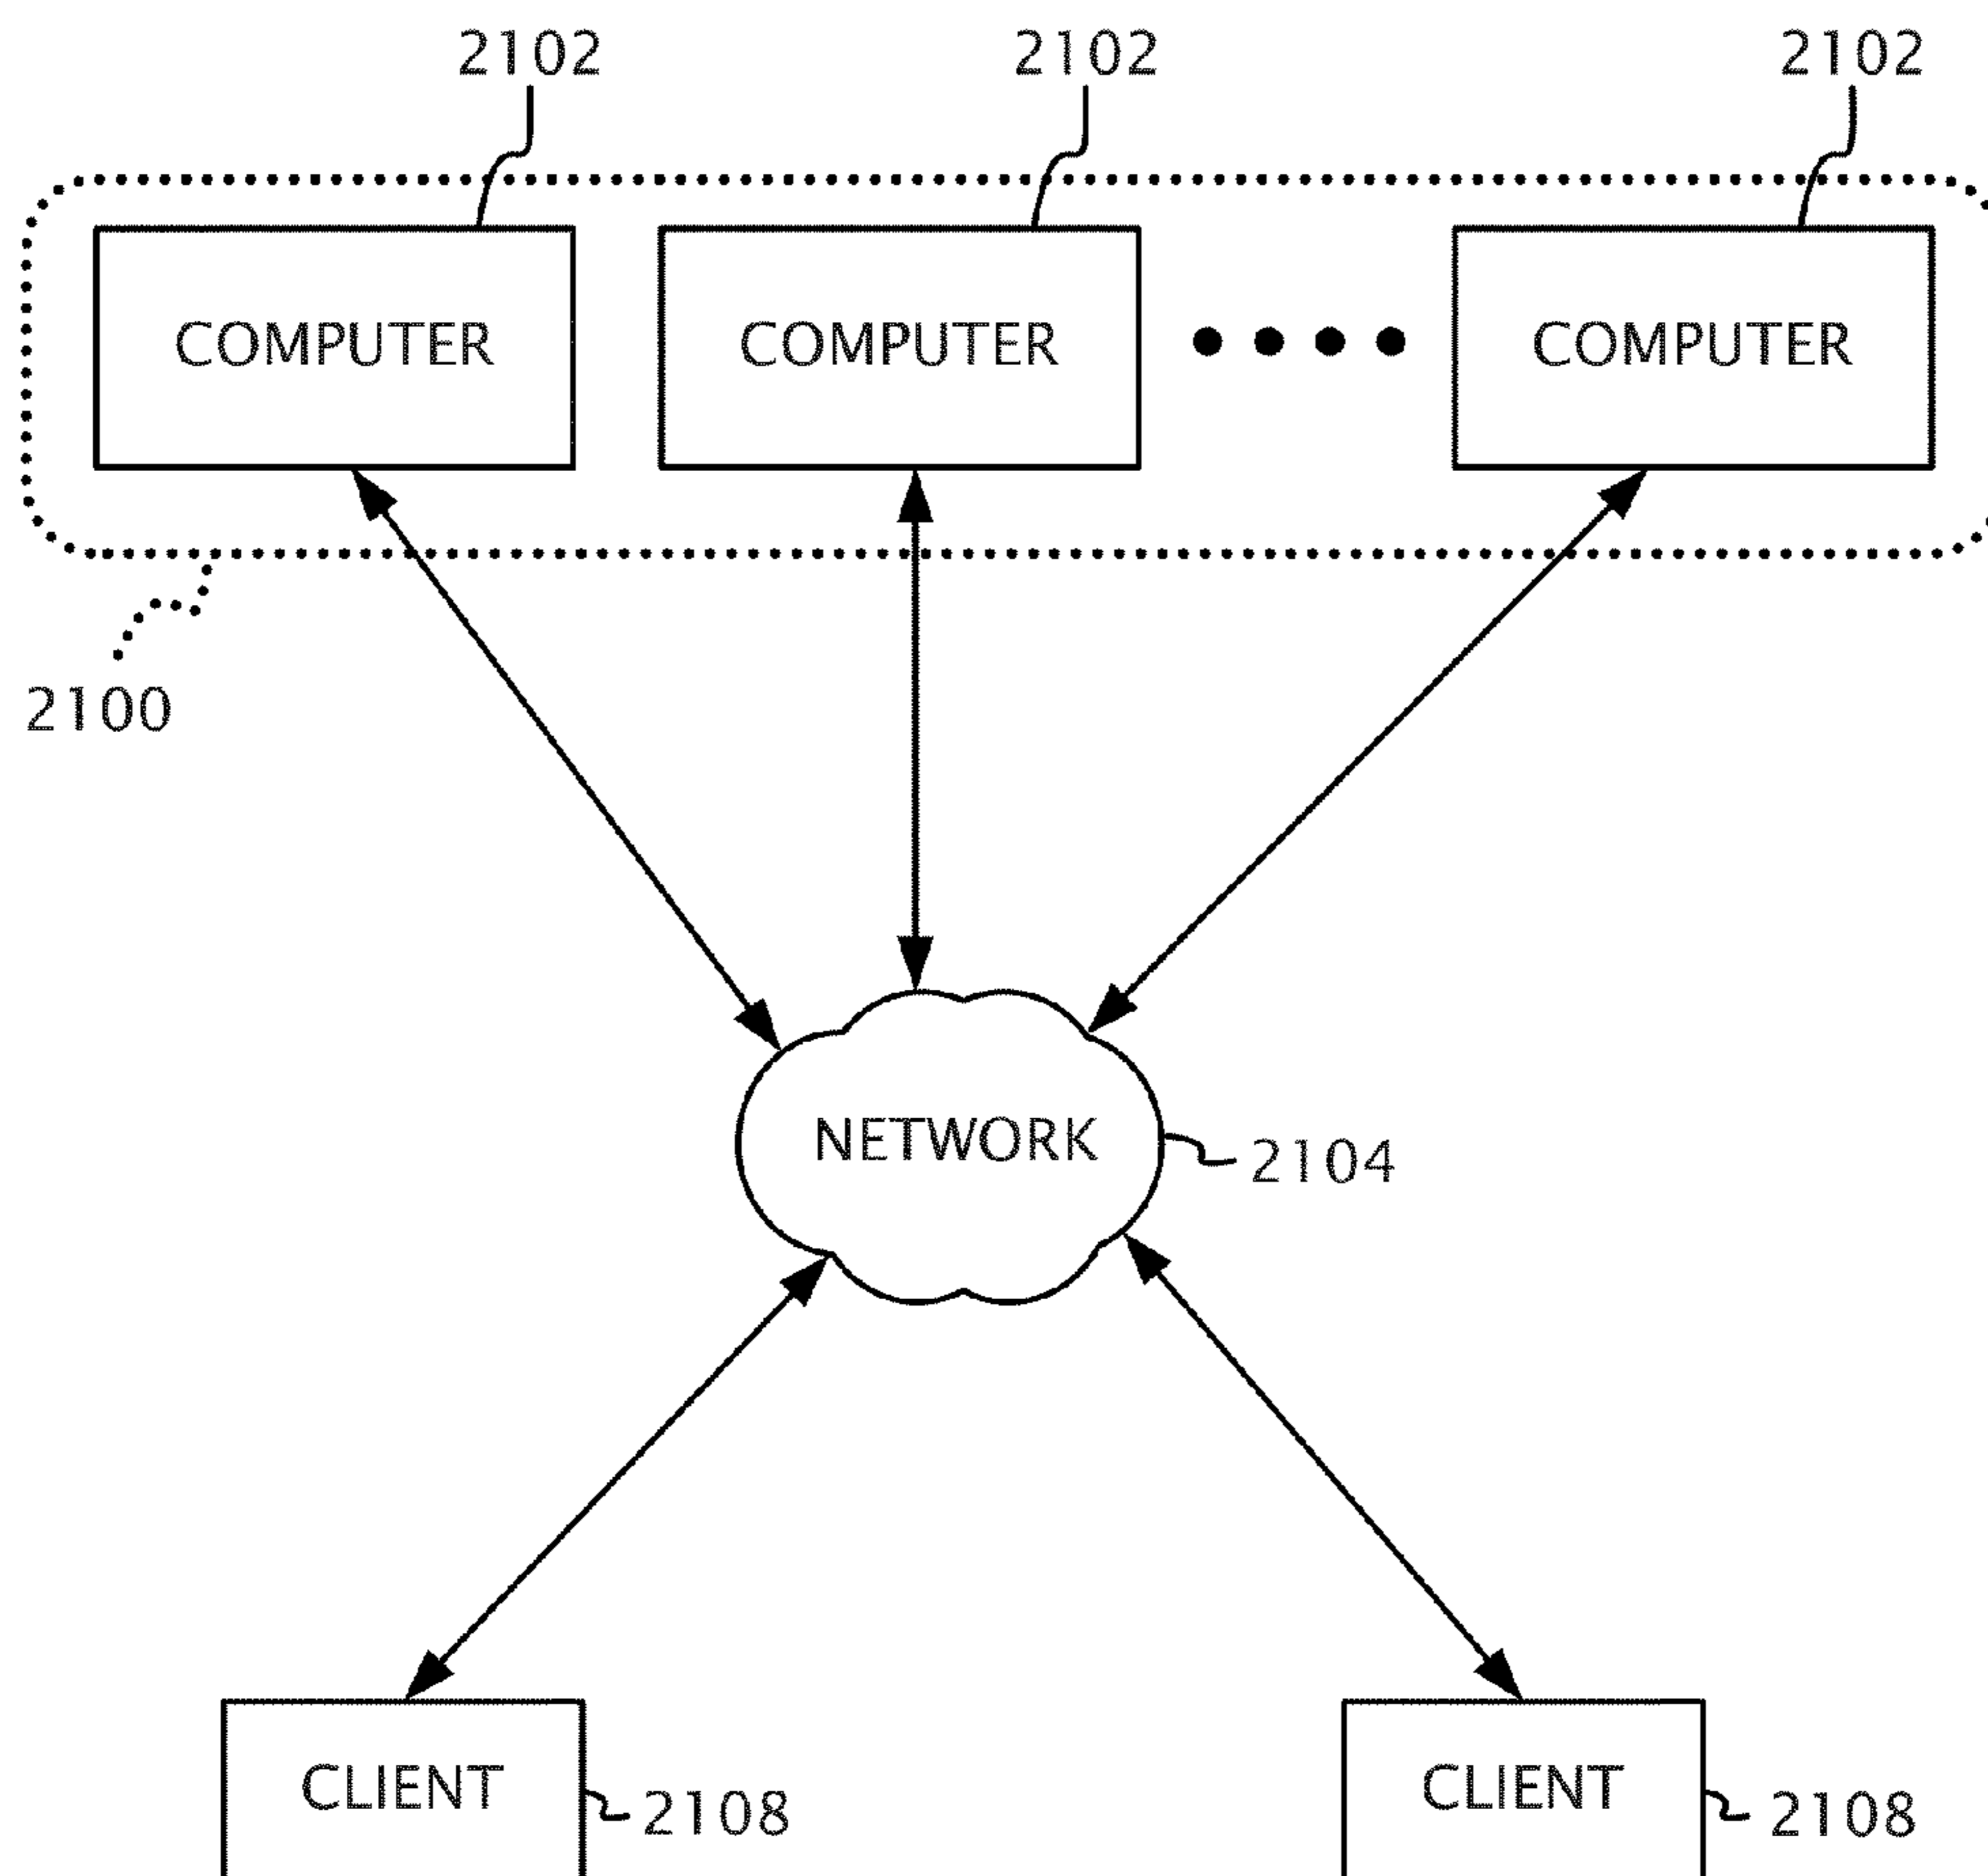 2102 2102 2102
COMPUTER COMPUTER COMPUTER
2100
NETWORK
2104
CLIENT 2108 CLIENT 2108